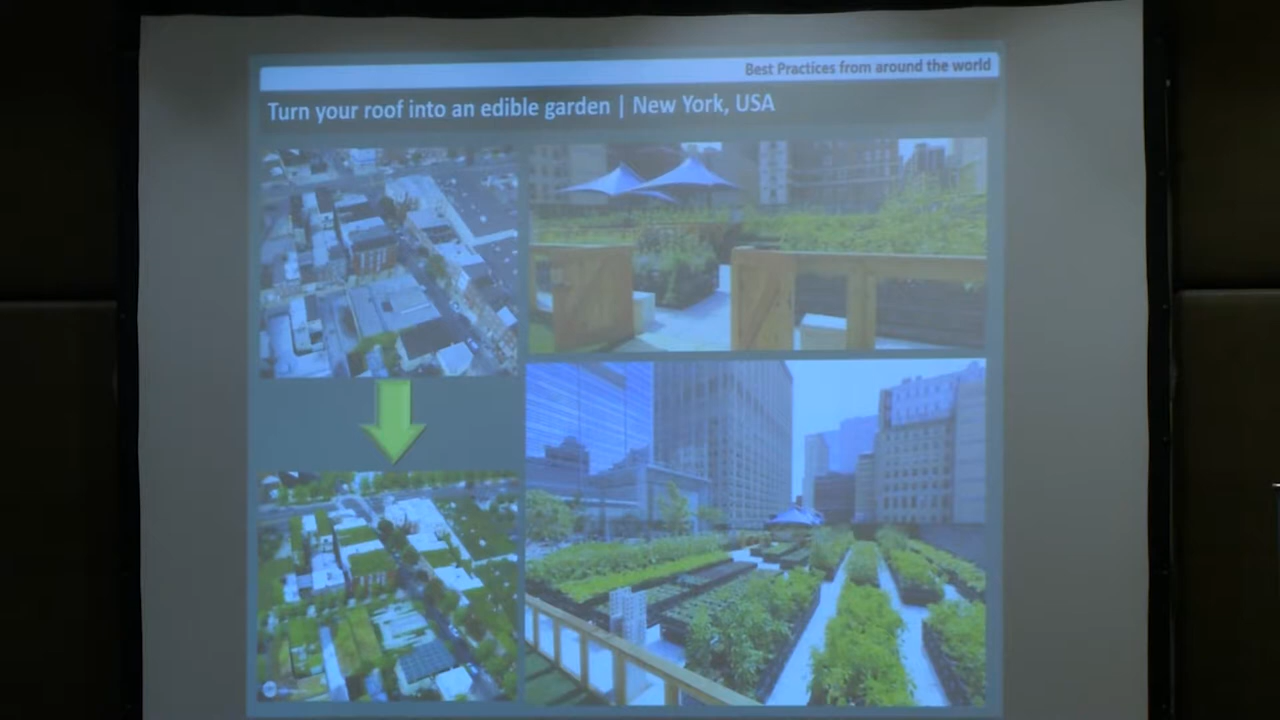 Best Practices from around the world
Turn your roof into an edible garden | New York, USA